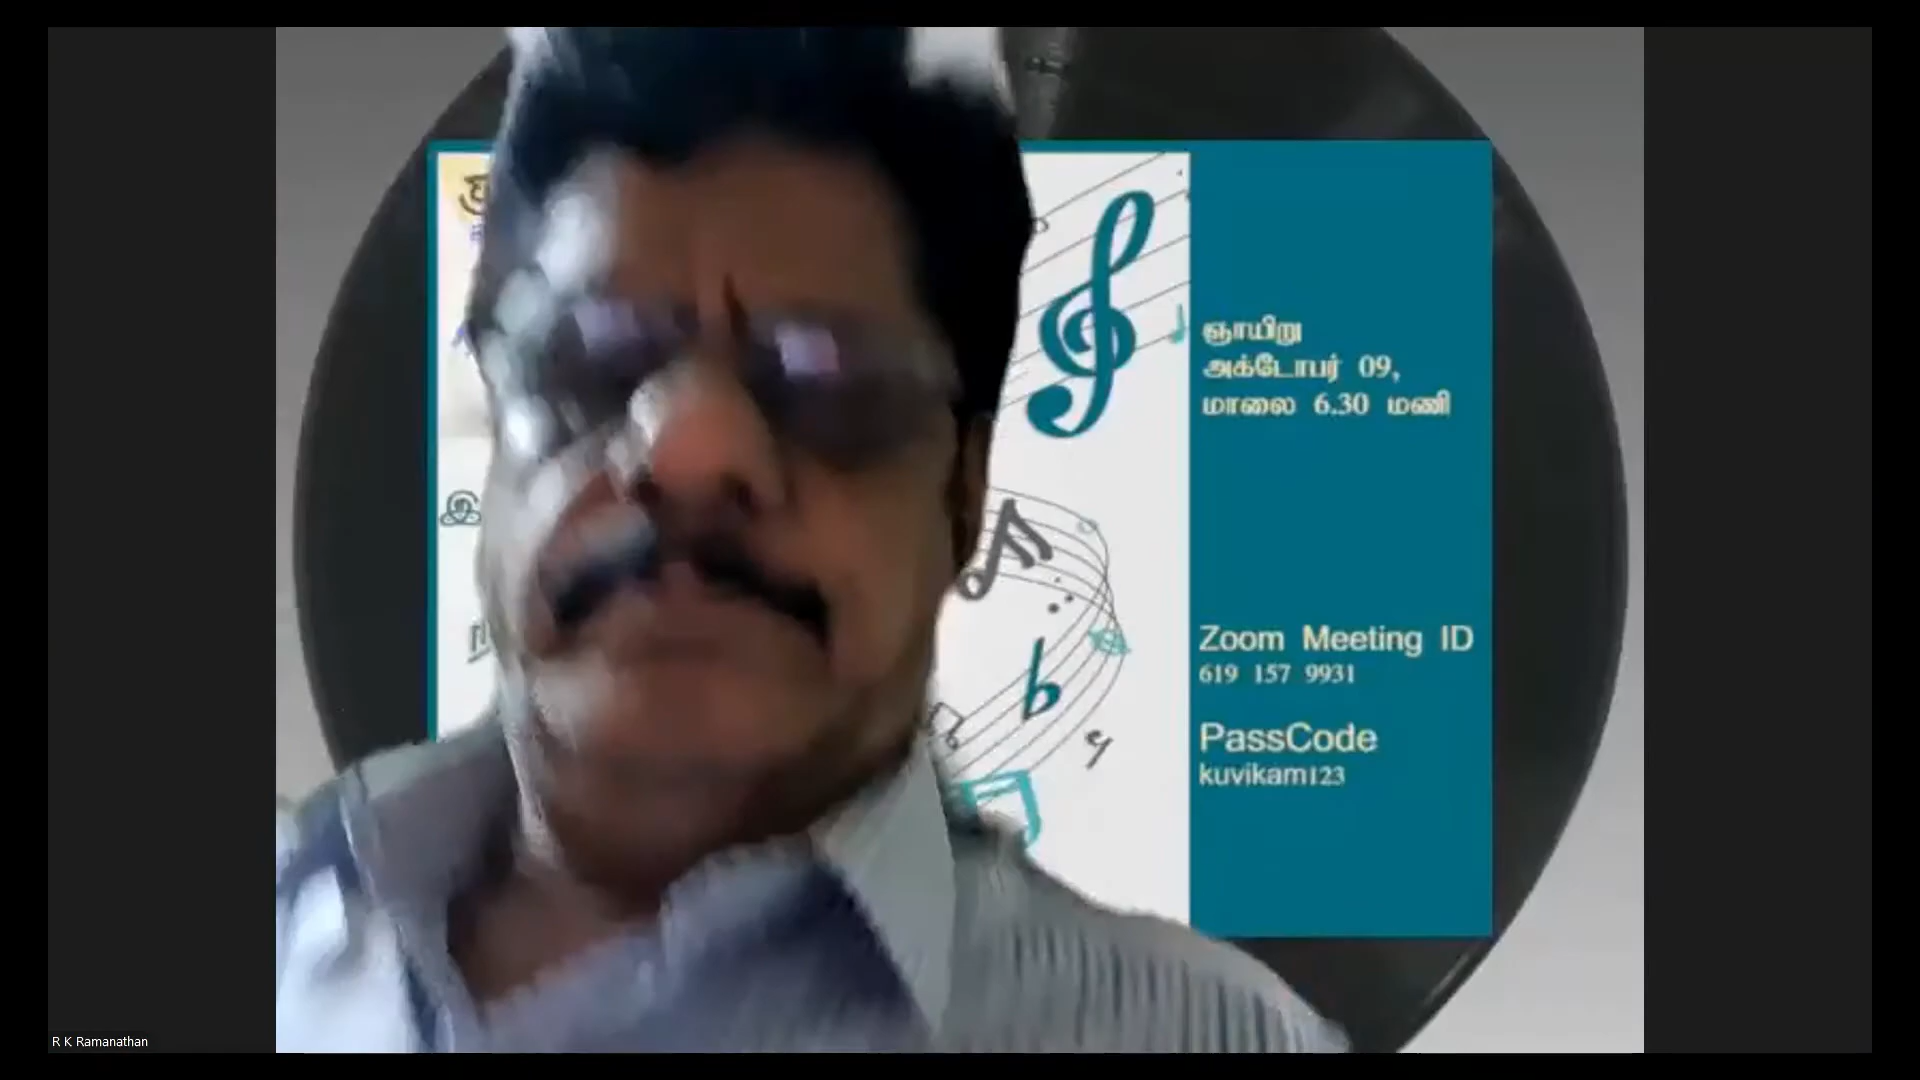 ஞாயிறு
அக்டோபர் 09,
மாலை 6.30 மணி
Zoom Meeting ID
619 157 9931
PassCode
kuvikam123
R K Ramanathan